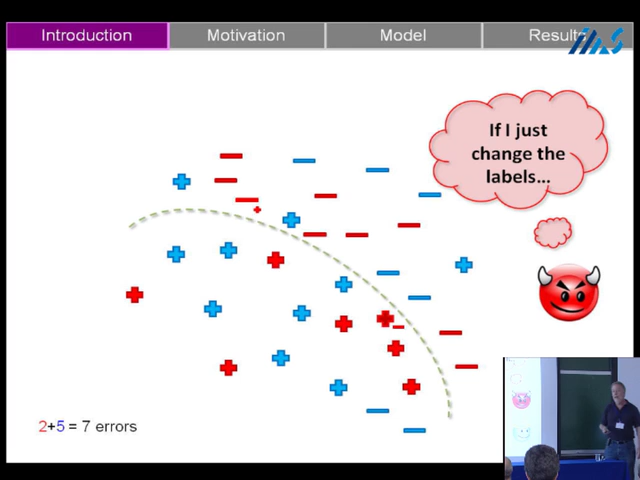 Introduction
Motivation
Model
Results
If I just
change the
labels...
2+5 = 7 errors